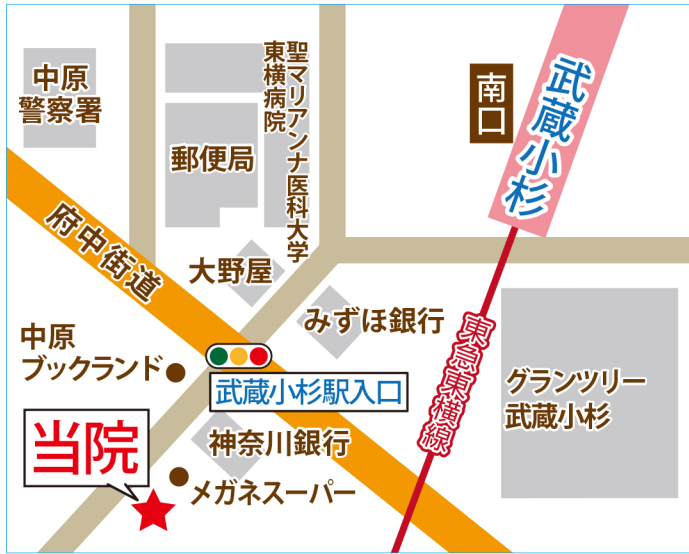 中原
警察署
聖マリアンナ医科大学
東横病院
郵便局
南口
武蔵小杉
府中街道
大野屋
みずほ銀行
東急東横線
グランツリー
武蔵小杉
中原
ブックランド
武蔵小杉駅入口
当院
神奈川銀行
メガネスーパー